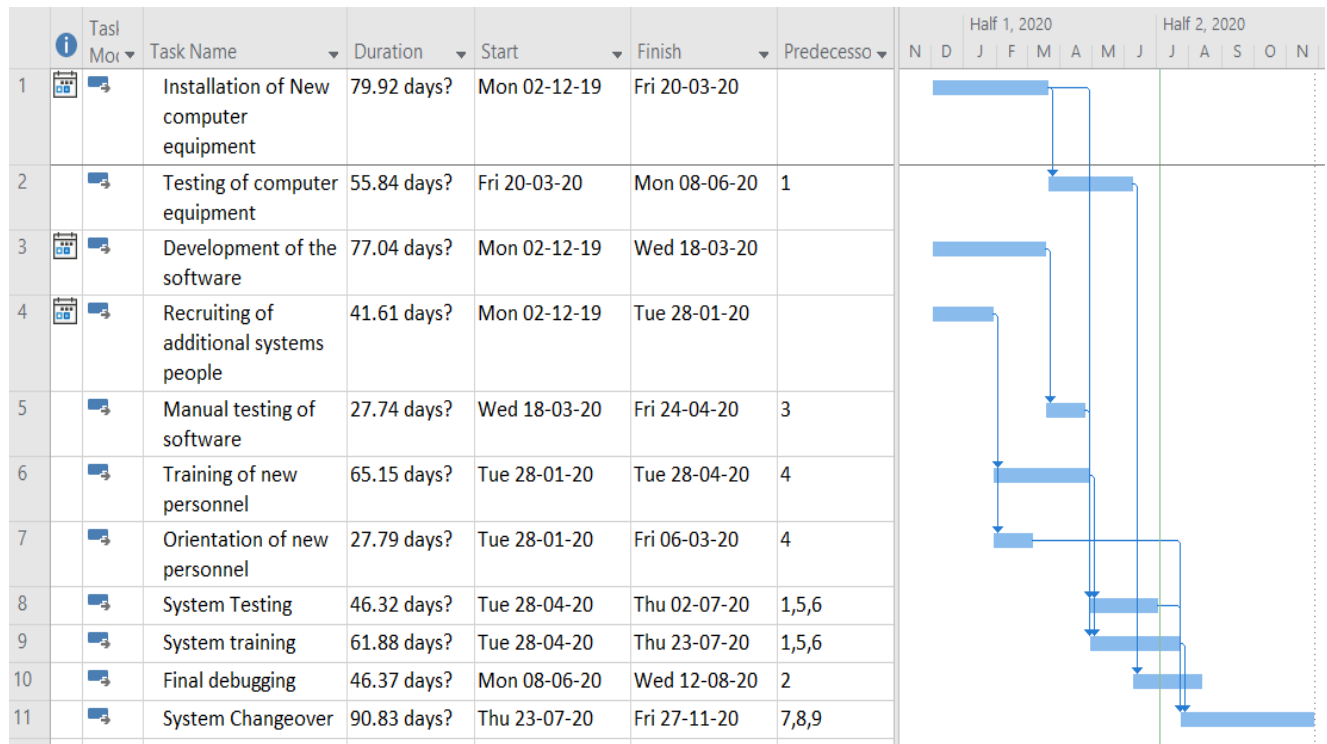 Task
Mod Task Name Duration Start Finish Predecesso
Half 1, 2020 Half 2, 2020
N D J F M A M J J A S O N
1 Installation of New computer equipment 79.92 days? Mon 02-12-19 Fri 20-03-20
2 Testing of computer equipment 55.84 days? Fri 20-03-20 Mon 08-06-20 1
3 Development of the software 77.04 days? Mon 02-12-19 Wed 18-03-20
4 Recruiting of additional systems people 41.61 days? Mon 02-12-19 Tue 28-01-20
5 Manual testing of software 27.74 days? Wed 18-03-20 Fri 24-04-20 3
6 Training of new personnel 65.15 days? Tue 28-01-20 Tue 28-04-20 4
7 Orientation of new personnel 27.79 days? Tue 28-01-20 Fri 06-03-20 4
8 System Testing 46.32 days? Tue 28-04-20 Thu 02-07-20 1,5,6
9 System training 61.88 days? Tue 28-04-20 Thu 23-07-20 1,5,6
10 Final debugging 46.37 days? Mon 08-06-20 Wed 12-08-20 2
11 System Changeover 90.83 days? Thu 23-07-20 Fri 27-11-20 7,8,9